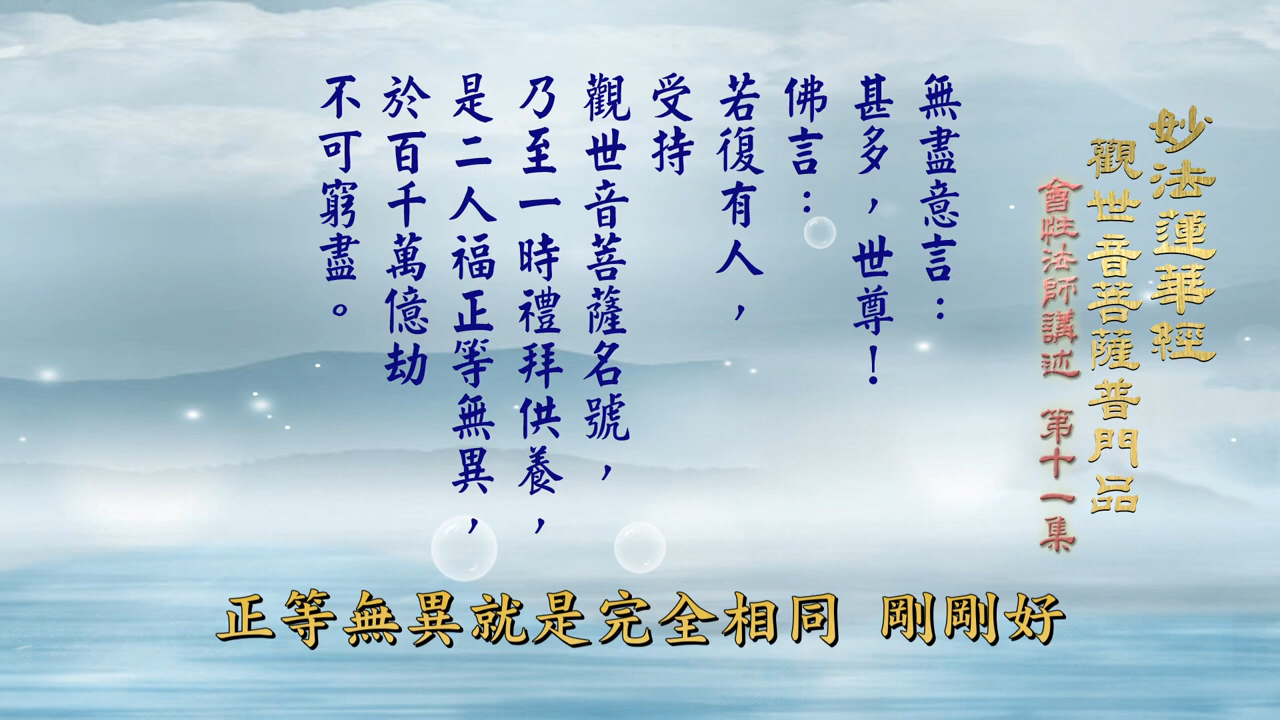 妙法蓮華經
觀世音菩薩普門品
會性法師講述 第十一集
無盡意言：
甚多，世尊！
佛言：
若復有人，
受持
觀世音菩薩名號，
乃至一時禮拜供養，
是二人福正等無異，
於百千萬億劫
不可窮盡。
正等無異就是完全相同 剛剛好